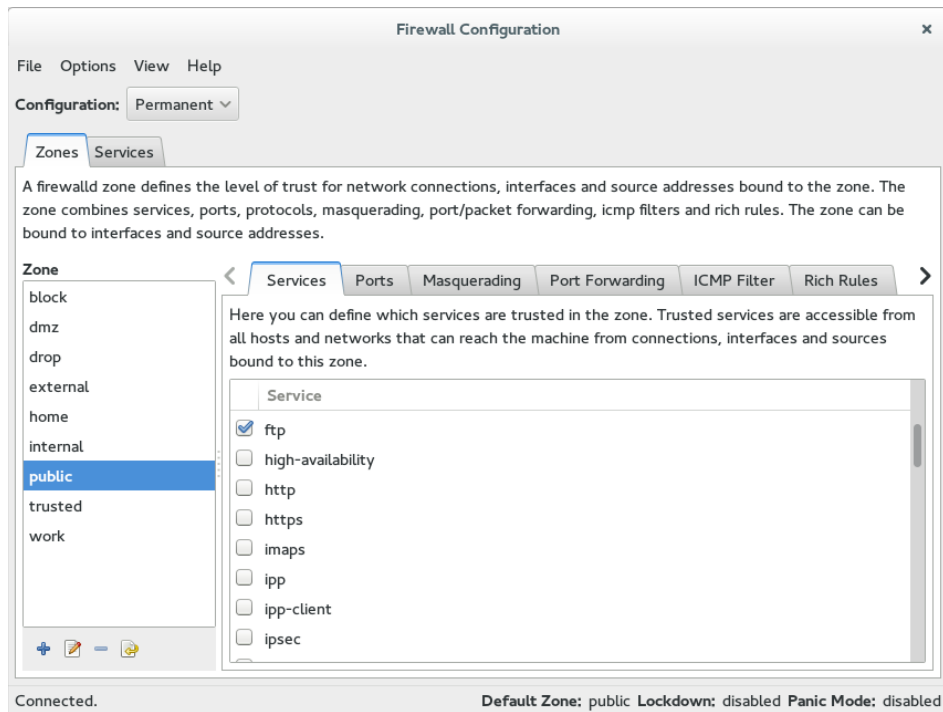 Firewall Configuration
File Options View Help
Configuration: Permanent
Zones Services
A firewalld zone defines the level of trust for network connections, interfaces and source addresses bound to the zone. The
zone combines services, ports, protocols, masquerading, port/packet forwarding, icmp filters and rich rules. The zone can be
bound to interfaces and source addresses.
Zone
block
dmz
drop
external
home
internal
public
trusted
work
Services Ports Masquerading Port Forwarding ICMP Filter Rich Rules
Here you can define which services are trusted in the zone. Trusted services are accessible from
all hosts and networks that can reach the machine from connections, interfaces and sources
bound to this zone.
Service
ftp
high-availability
http
https
imaps
ipp
ipp-client
ipsec
Connected.
Default Zone: public Lockdown: disabled Panic Mode: disabled